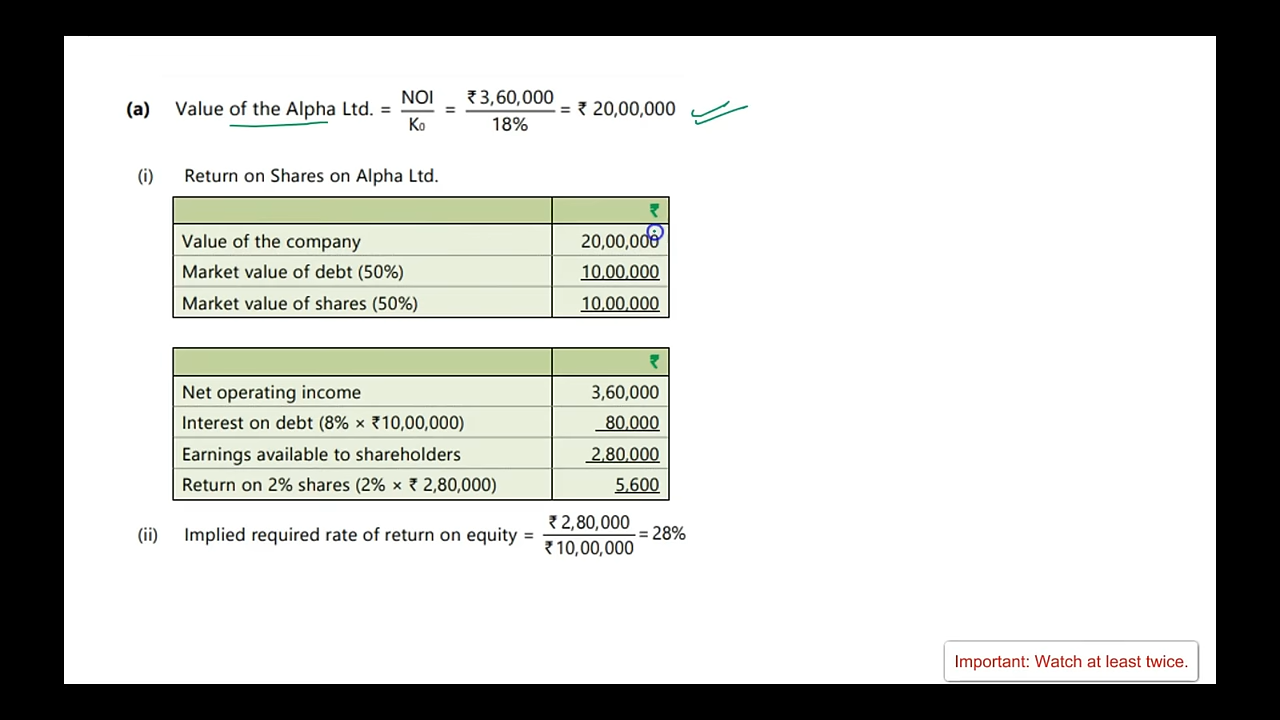 (a) Value of the Alpha Ltd. = NOI / K₀ = ₹3,60,000 / 18% = ₹ 20,00,000
(i) Return on Shares on Alpha Ltd.
₹
Value of the company 20,00,000
Market value of debt (50%) 10,00,000
Market value of shares (50%) 10,00,000
₹
Net operating income 3,60,000
Interest on debt (8% × ₹10,00,000) 80,000
Earnings available to shareholders 2,80,000
Return on 2% shares (2% × ₹ 2,80,000) 5,600
(ii) Implied required rate of return on equity = ₹2,80,000 / ₹10,00,000 = 28%
Important: Watch at least twice.